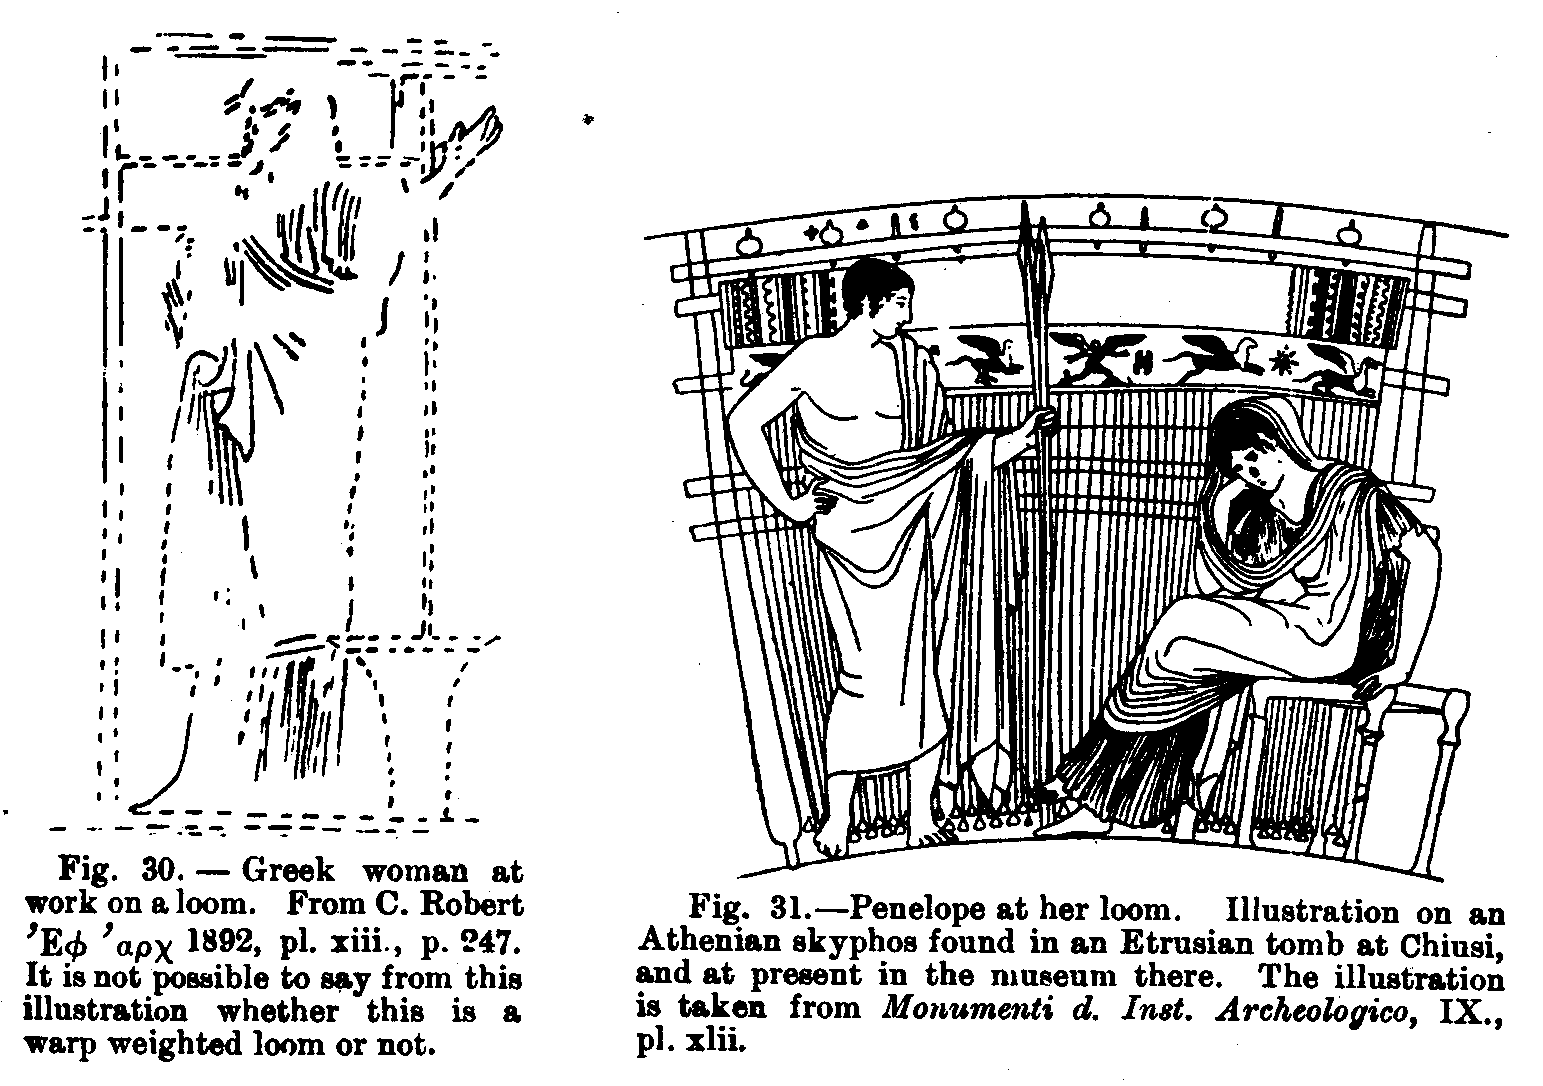 Fig. 30. — Greek woman at
work on a loom. From C. Robert
’Εφ ’αρχ 1892, pl. xiii., p. 247.
It is not possible to say from this
illustration whether this is a
warp weighted loom or not.
Fig. 31.—Penelope at her loom. Illustration on an
Athenian skyphos found in an Etrusian tomb at Chiusi,
and at present in the museum there. The illustration
is taken from Monumenti d. Inst. Archeologico, IX.,
pl. xlii.